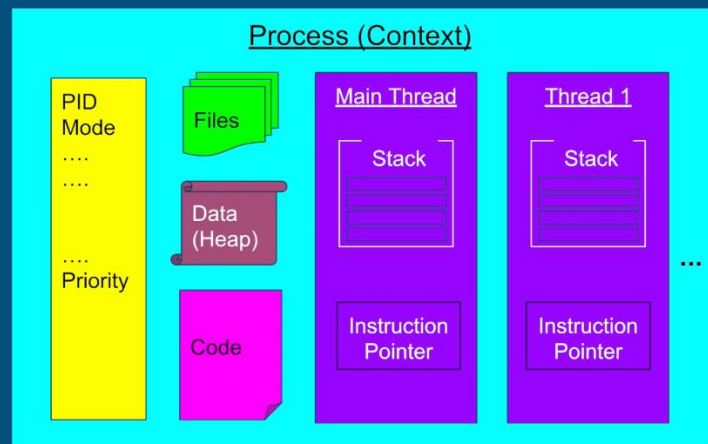 Process (Context)
PID
Mode
....
....
....
Priority
Files
Data
(Heap)
Code
Main Thread
Stack
Instruction
Pointer
Thread 1
Stack
Instruction
Pointer
...